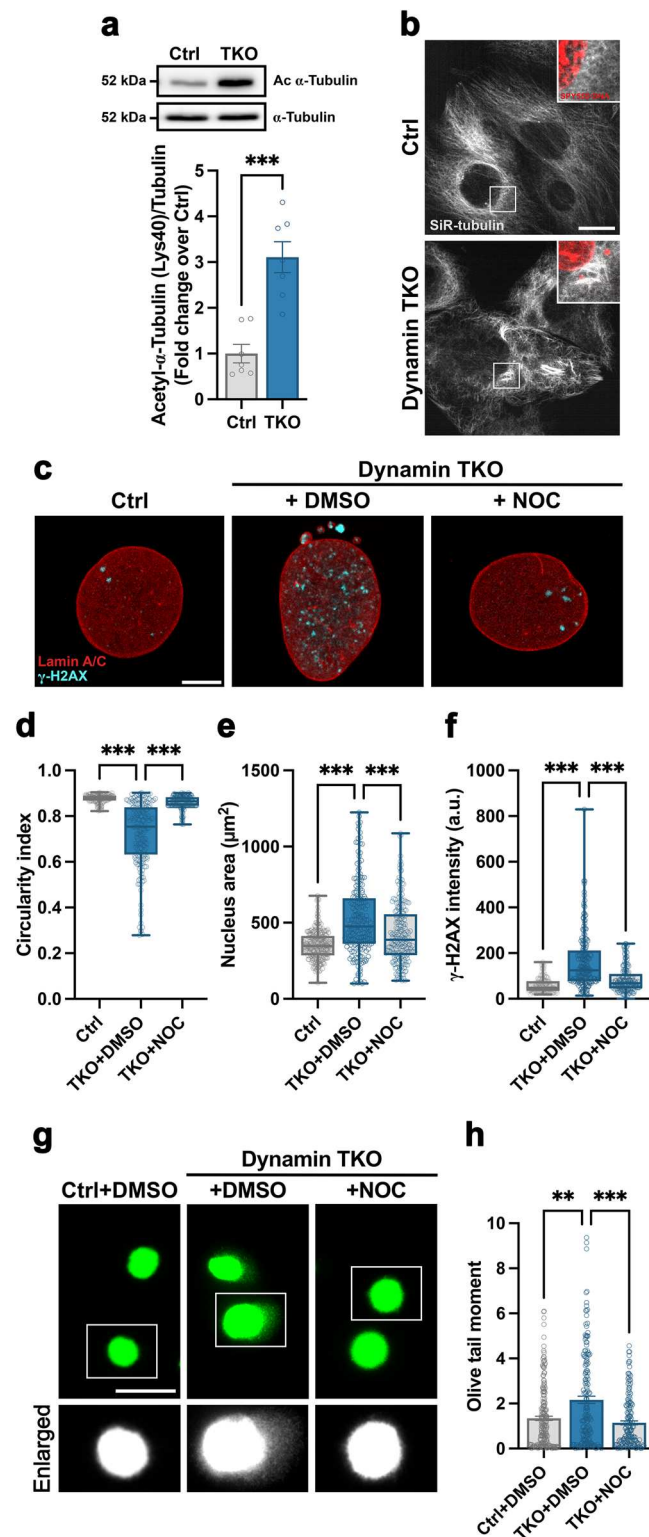 a
Ctrl TKO
52 kDa Ac α-Tubulin
52 kDa α-Tubulin
***
Acetyl-α-Tubulin (Lys40)/Tubulin
(Fold change over Ctrl)
5
4
3
2
1
0
Ctrl TKO
b
Ctrl
SiR-tubulin
Dynamin TKO
c
Dynamin TKO
Ctrl + DMSO + NOC
Lamin A/C
γ-H2AX
d
*** ***
Circularity index
1.0
0.9
0.8
0.6
0.4
0.2
0.0
Ctrl
TKO+DMSO
TKO+NOC
e
*** ***
Nucleus area (µm²)
1500
1000
500
0
Ctrl
TKO+DMSO
TKO+NOC
f
*** ***
γ-H2AX intensity (a.u.)
1000
800
600
400
200
0
Ctrl
TKO+DMSO
TKO+NOC
g
Dynamin TKO
Ctrl+DMSO +DMSO +NOC
Enlarged
h
** ***
Olive tail moment
10
8
6
4
2
0
Ctrl+DMSO
TKO+DMSO
TKO+NOC